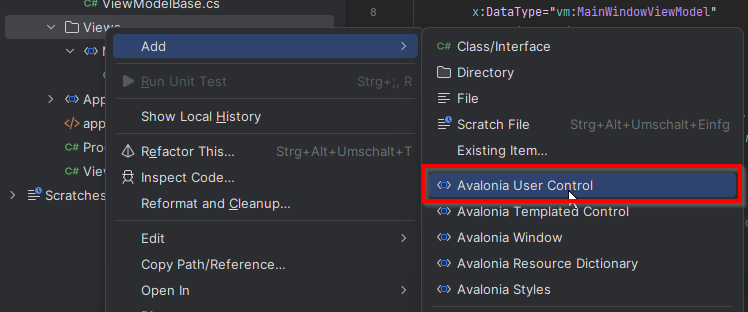 ViewModelBase.cs
Views
8
x:DataType="vm:MainWindowViewModel"
Add
Run Unit Test Strg+;, R
Show Local History
Refactor This... Strg+Alt+Umschalt+T
Inspect Code...
Reformat and Cleanup...
Edit
Copy Path/Reference...
Open In
M
App
app
Pro
View
Scratches
C# Class/Interface
Directory
File
Scratch File Strg+Alt+Umschalt+Einfg
Existing Item...
Avalonia User Control
Avalonia Templated Control
Avalonia Window
Avalonia Resource Dictionary
Avalonia Styles